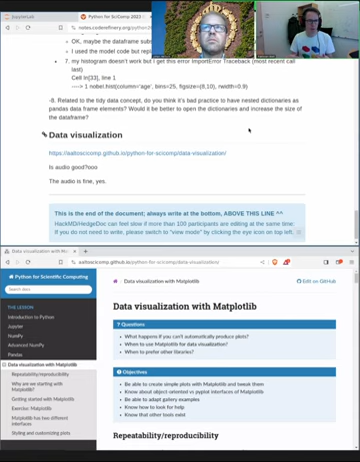 JupyterLab
Python for SciComp 2023
notes.coderefinery.org
OK, maybe the dataframe sub
I used the model code but repl
7. my histogram doesn't work but I get this error ImportError Traceback (most recent call
last)
Cell In[33], line 1
----> 1 nobel.hist(column='age', bins=25, figsize=(8,10), rwidth=0.9)
-8. Related to the tidy data concept, do you think it's bad practice to have nested dictionaries as
pandas data frame elements? Would it be better to open the dictionaries and increase the size
of the dataframe?
Data visualization
https://aaltoscicomp.github.io/python-for-scicomp/data-visualization/
Is audio good?ooo
The audio is fine, yes.
This is the end of the document; always write at the bottom, ABOVE THIS LINE ^^
HackMD/HedgeDoc can feel slow if more than 100 participants are editing at the same time:
If you do not need to write, please switch to "view mode" by clicking the eye icon on top left.
Data visualization with Matplotlib
aaltoscicomp.github.io/python-for-scicomp/data-visualization/
Python for Scientific Computing
Search docs
THE LESSON
Introduction to Python
Jupyter
NumPy
Advanced NumPy
Pandas
Data visualization with Matplotlib
Repeatability/reproducibility
Why are we starting with
Matplotlib?
Getting started with Matplotlib
Exercise: Matplotlib
Matplotlib has two different
interfaces
Styling and customizing plots
Data visualization with Matplotlib
Edit on GitHub
Data visualization with Matplotlib
? Questions
What happens if you can't automatically produce plots?
When to use Matplotlib for data visualization?
When to prefer other libraries?
Objectives
Be able to create simple plots with Matplotlib and tweak them
Know about object-oriented vs pyplot interfaces of Matplotlib
Be able to adapt gallery examples
Know how to look for help
Know that other tools exist
Repeatability/reproducibility